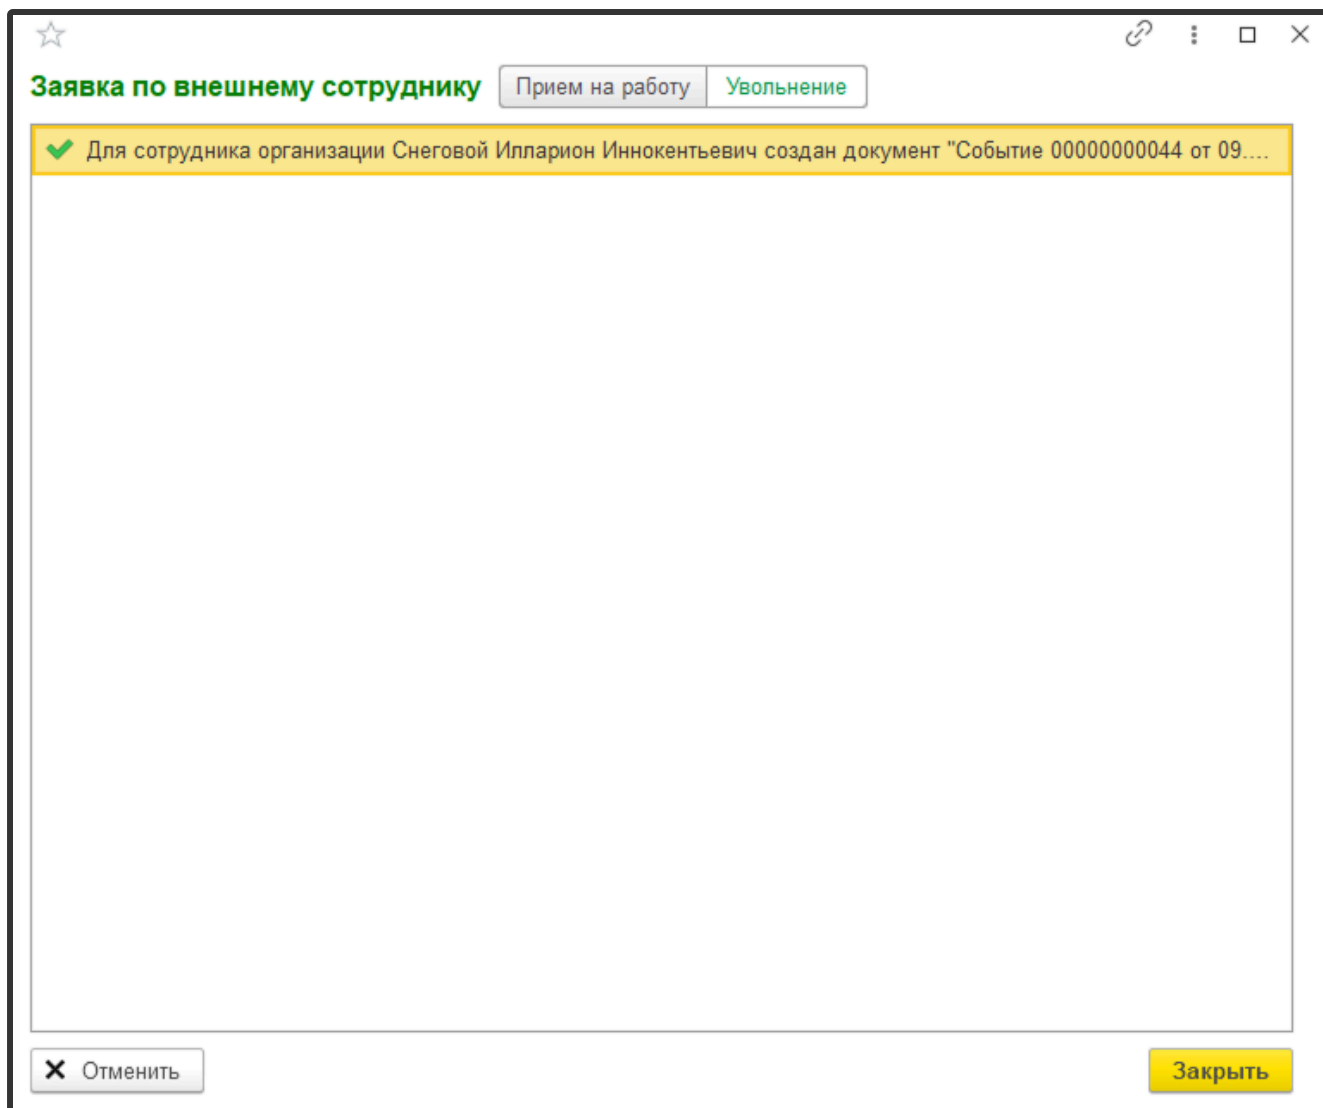 Заявка по внешнему сотруднику Прием на работу Увольнение
Для сотрудника организации Снеговой Илларион Иннокентьевич создан документ "Событие 00000000044 от 09....
Отменить Закрыть